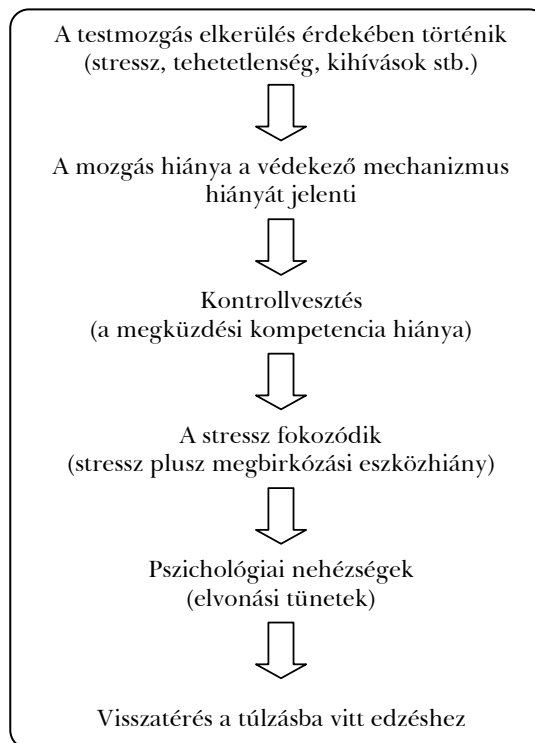 A testmozgás elkerülés érdekében történik
(stressz, tehetetlenség, kihívások stb.)
A mozgás hiánya a védekező mechanizmus
hiányát jelenti
Kontrollvesztés
(a megküzdési kompetencia hiánya)
A stressz fokozódik
(stressz plusz megbirkózási eszközhiány)
Pszichológiai nehézségek
(elvonási tünetek)
Visszatérés a túlzásba vitt edzéshez